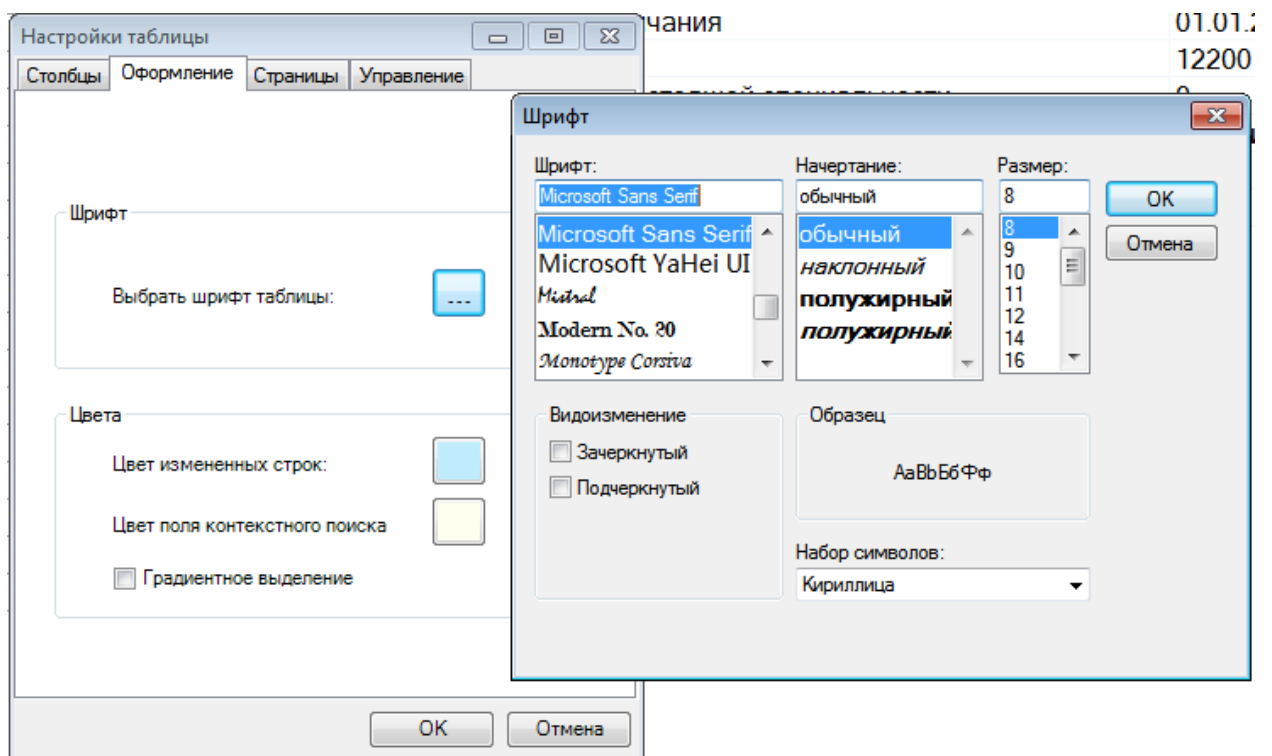 Настройки таблицы
Столбцы Оформление Страницы Управление
Шрифт
Выбрать шрифт таблицы:
...
Цвета
Цвет измененных строк:
Цвет поля контекстного поиска
Градиентное выделение
OK Отмена
01.01.
12200
Шрифт
Шрифт: Начертание: Размер:
Microsoft Sans Serif обычный 8
OK
Отмена
Microsoft Sans Serif обычный 8
Microsoft YaHei UI наклонный 9
Mistral полужирный 10
Modern No. 20 полужирный 11
Monotype Corsiva 12
14
16
Видоизменение
Зачеркнутый
Подчеркнутый
Образец
АаВbБбФф
Набор символов:
Кириллица